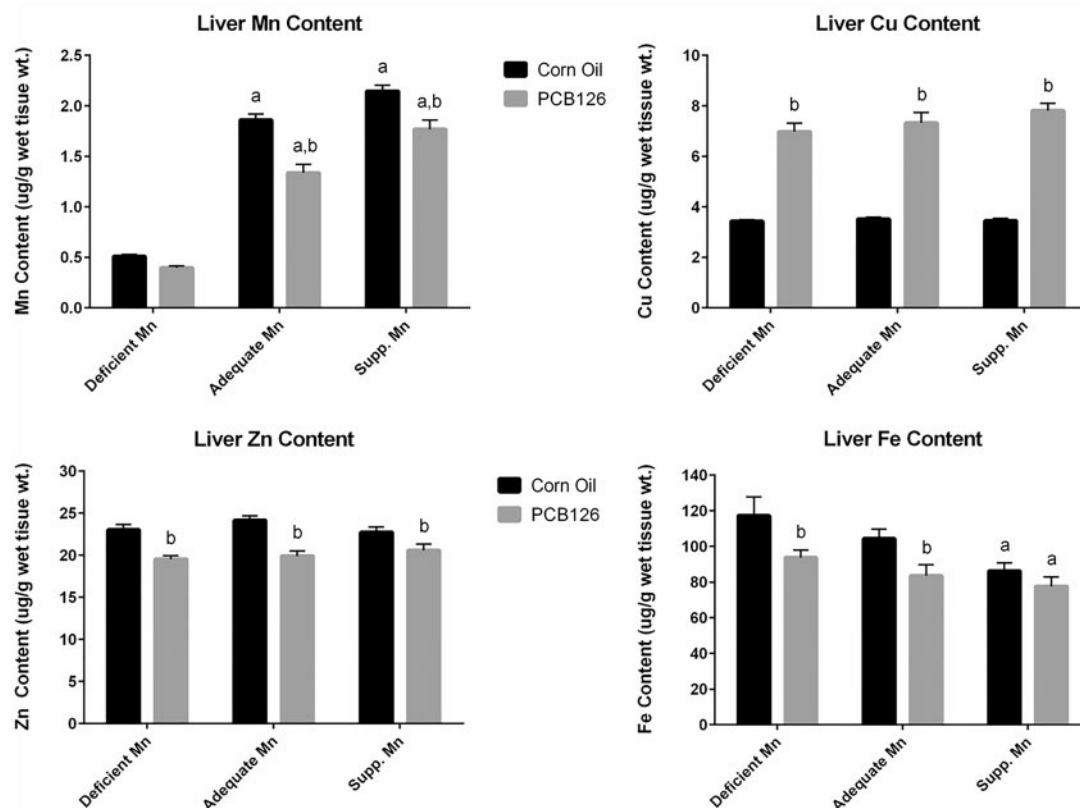 Liver Mn Content
Mn Content (ug/g wet tissue wt.)
2.5
2.0
1.5
1.0
0.5
0.0
a
a,b
a
a,b
Deficient Mn
Adequate Mn
Supp. Mn
Corn Oil
PCB126
Liver Cu Content
Cu Content (ug/g wet tissue wt.)
8
6
4
2
0
b
b
b
Deficient Mn
Adequate Mn
Supp. Mn
Liver Zn Content
Zn Content (ug/g wet tissue wt.)
30
25
20
15
10
5
0
b
b
b
Deficient Mn
Adequate Mn
Supp. Mn
Corn Oil
PCB126
Liver Fe Content
Fe Content (ug/g wet tissue wt.)
140
120
100
80
60
40
20
0
b
b
a
a
Deficient Mn
Adequate Mn
Supp. Mn